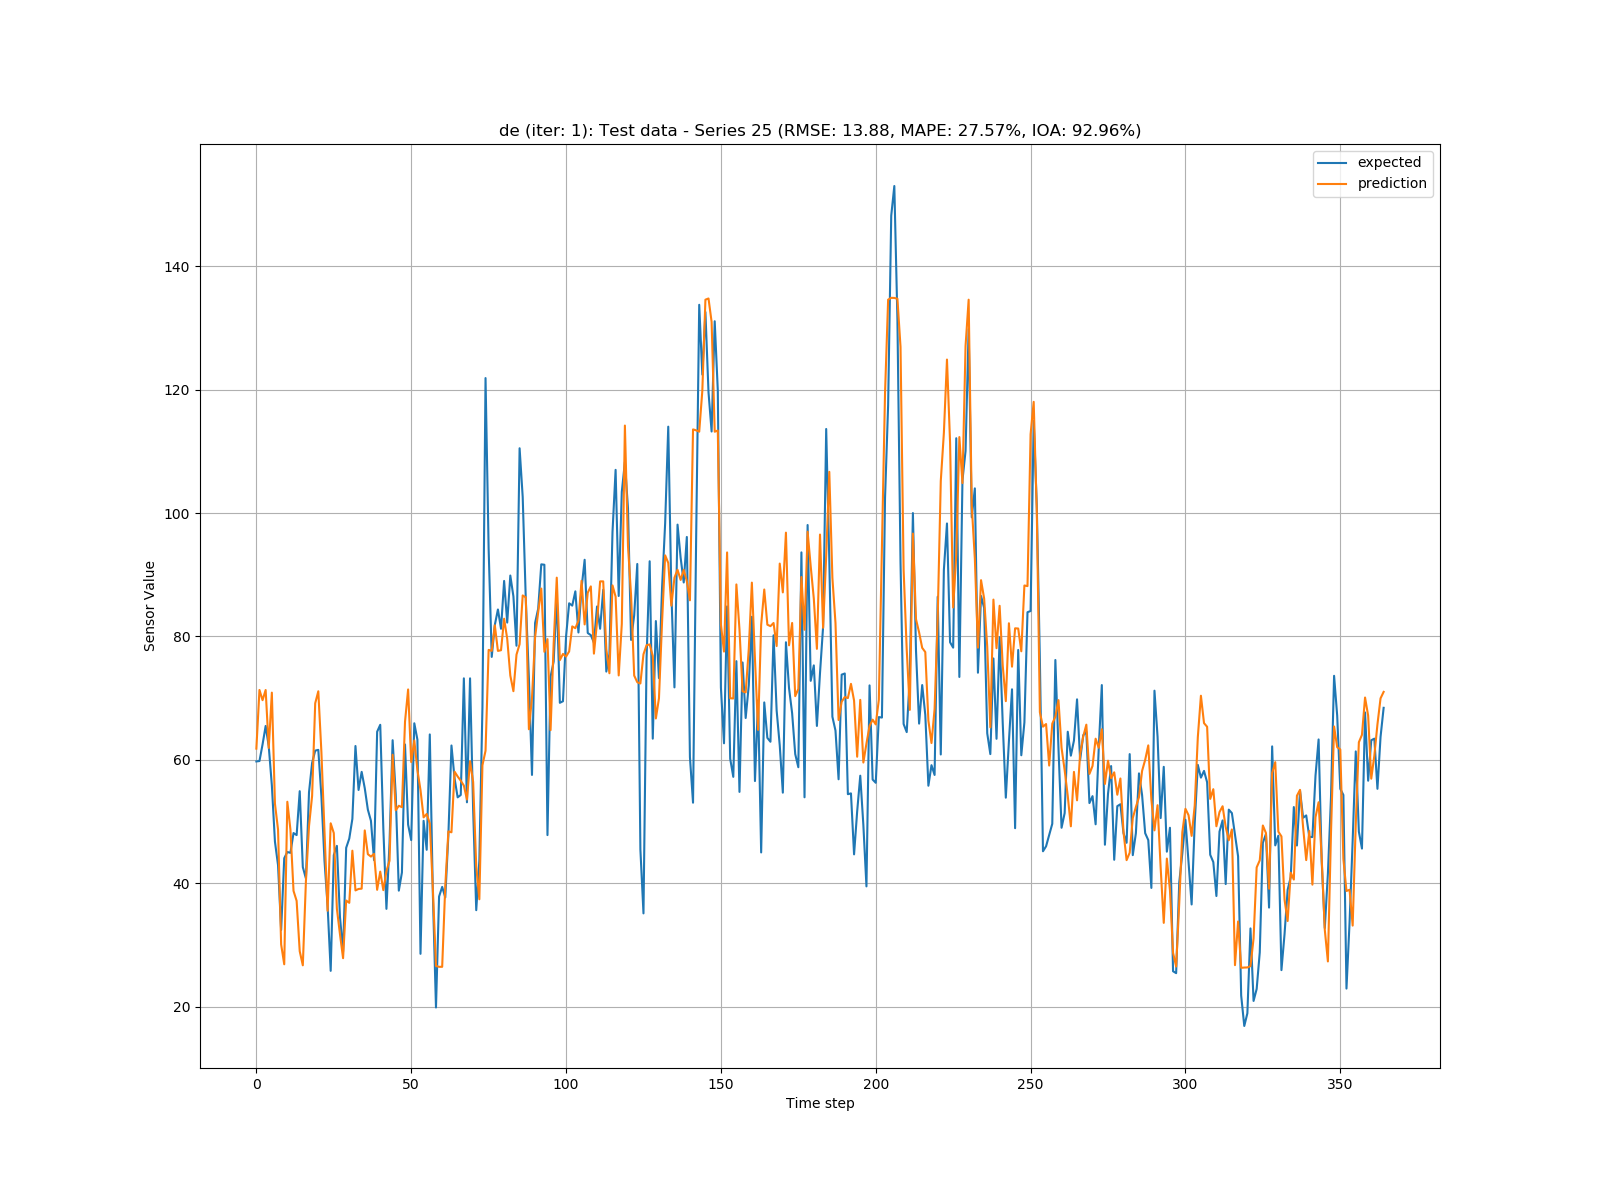 de (iter: 1): Test data - Series 25 (RMSE: 13.88, MAPE: 27.57%, IOA: 92.96%)
expected
prediction
140
120
100
80
60
40
20
Sensor Value
0 50 100 150 200 250 300 350
Time step